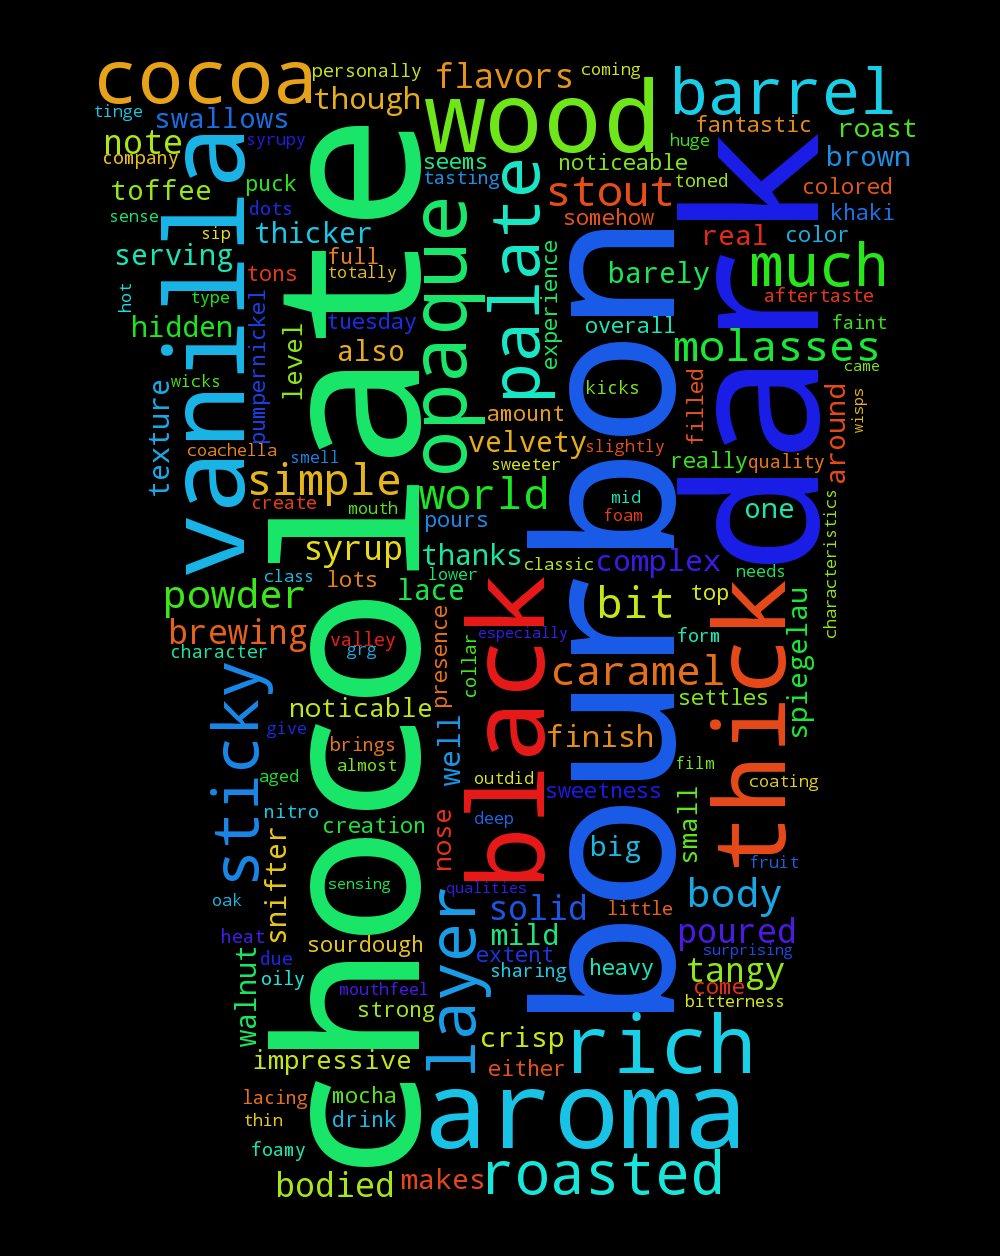 cocoa
personally
flavors
coming
barrel
tinge
swallows
though
wood
fantastic
roast
note
syrupy
huge
company
vanilla
chocolate
seems
noticeable
brown
toffee
puck
tasting
palate
stout
toned
colored
dark
sense
dots
opaque
somehow
khaki
sip
thicker
real
color
serving
full
experience
bourbon
barely
much
tons
totally
hot
type
aftertaste
hidden
pumpernickel
level
tuesday
overall
faint
also
molasses
came
texture
wicks
kicks
filled
around
wisps
amount
coachella
smell
velvety
slightly
really
quality
simple
sweeter
create
mouth
world
mid
foam
one
characteristics
pours
syrup
thanks
classic
complex
needs
class
lots
lower
powder
lace
black
bit
top
thick
spiegelau
brewing
valley
grg
presence
collar
especially
form
character
sticky
caramel
noticable
settles
give
brings
well
finish
almost
film
aged
outdid
coating
sweetness
nitro
creation
nose
deep
small
snifter
big
fruit
sensing
qualities
oak
layer
solid
little
body
heat
sourdough
mild
poured
walnut
due
extent
surprising
oily
sharing
heavy
tangy
mouthfeel
come
strong
bitterness
impressive
crisp
rich
either
lacing
mocha
aroma
thin
drink
foamy
bodied
makes
roasted